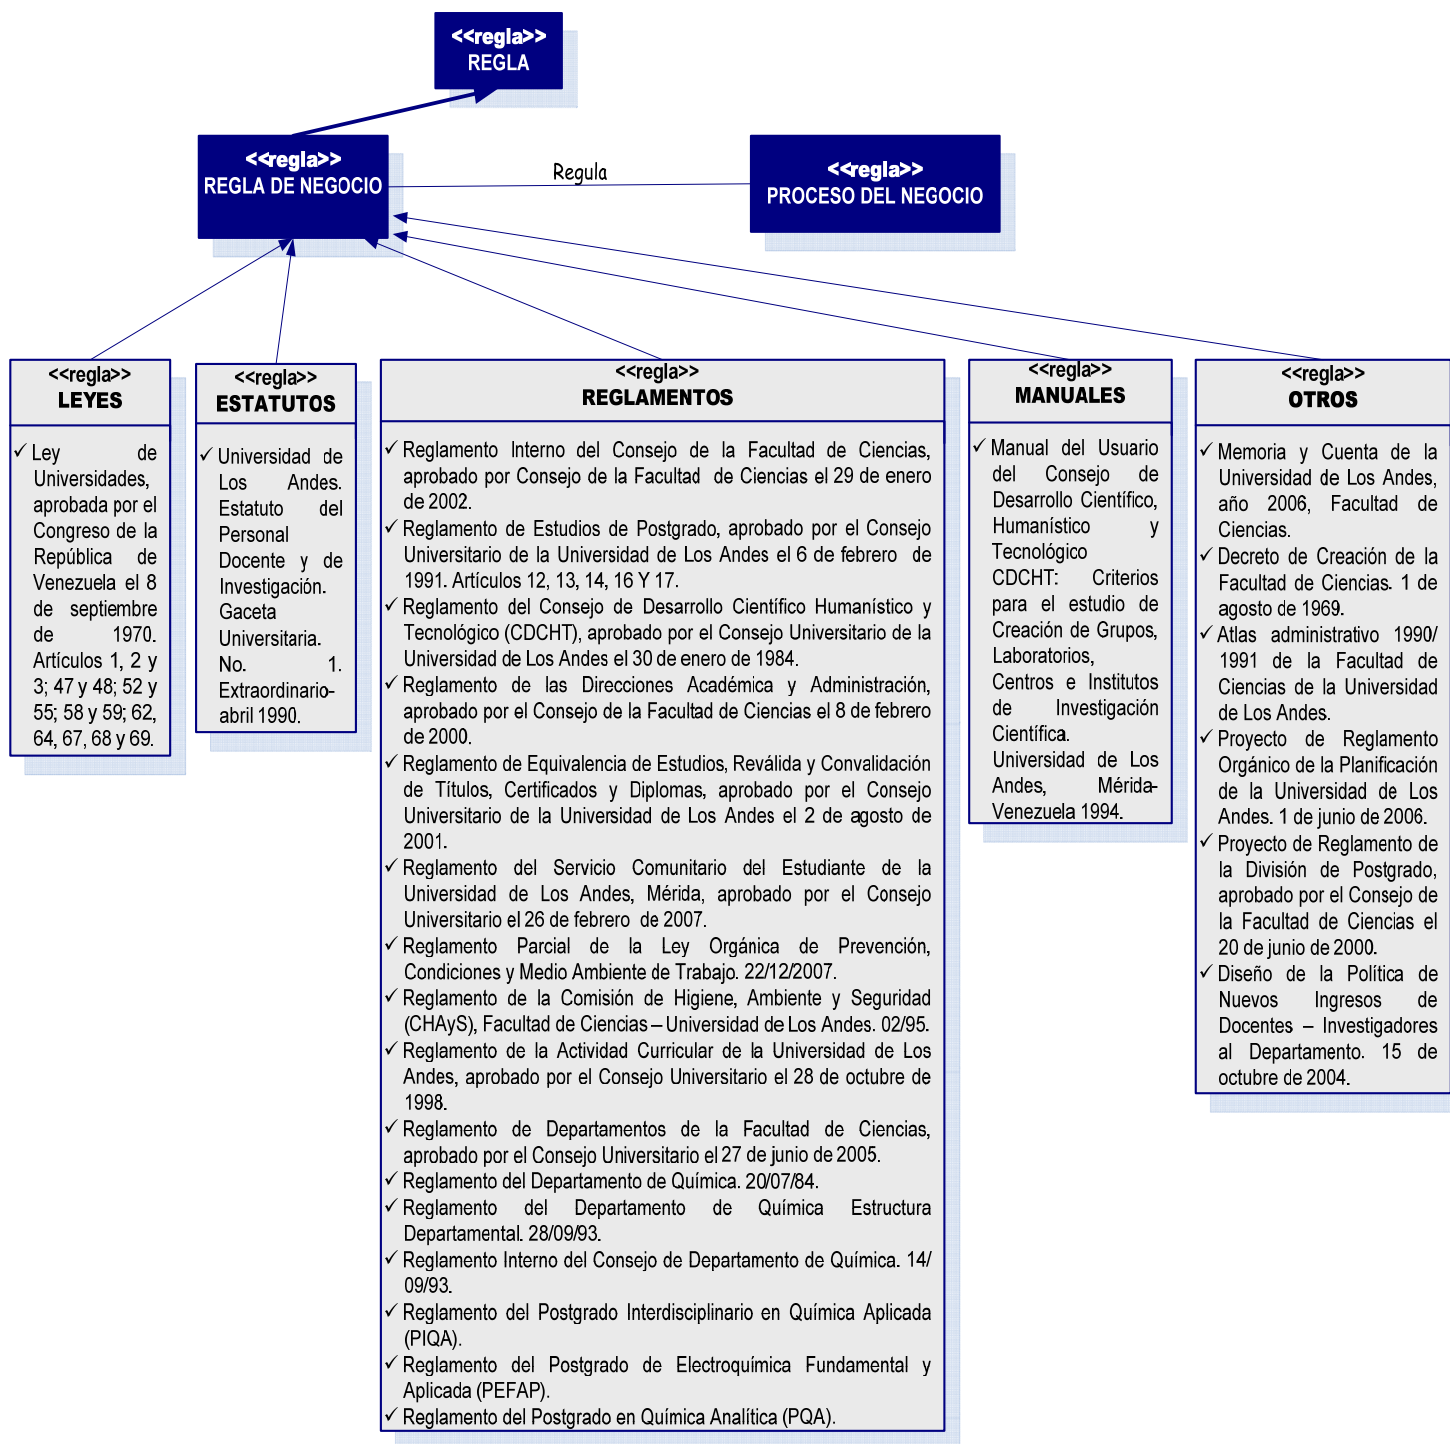 <<regla>>
REGLA
<<regla>>
REGLA DE NEGOCIO
Regula
<<regla>>
PROCESO DEL NEGOCIO
<<regla>>
LEYES
✓ Ley de
Universidades,
aprobada por el
Congreso de la
República de
Venezuela el 8
de septiembre
de 1970.
Artículos 1, 2 y
3; 47 y 48; 52 y
55; 58 y 59; 62,
64, 67, 68 y 69.
<<regla>>
ESTATUTOS
✓ Universidad de
Los Andes.
Estatuto del
Personal
Docente y de
Investigación.
Gaceta
Universitaria.
No. 1.
Extraordinario-
abril 1990.
<<regla>>
REGLAMENTOS
✓ Reglamento Interno del Consejo de la Facultad de Ciencias,
aprobado por Consejo de la Facultad de Ciencias el 29 de enero
de 2002.
✓ Reglamento de Estudios de Postgrado, aprobado por el Consejo
Universitario de la Universidad de Los Andes el 6 de febrero de
1991. Artículos 12, 13, 14, 16 Y 17.
✓ Reglamento del Consejo de Desarrollo Científico Humanístico y
Tecnológico (CDCHT), aprobado por el Consejo Universitario de la
Universidad de Los Andes el 30 de enero de 1984.
✓ Reglamento de las Direcciones Académica y Administración,
aprobado por el Consejo de la Facultad de Ciencias el 8 de febrero
de 2000.
✓ Reglamento de Equivalencia de Estudios, Reválida y Convalidación
de Títulos, Certificados y Diplomas, aprobado por el Consejo
Universitario de la Universidad de Los Andes el 2 de agosto de
2001.
✓ Reglamento del Servicio Comunitario del Estudiante de la
Universidad de Los Andes, Mérida, aprobado por el Consejo
Universitario el 26 de febrero de 2007.
✓ Reglamento Parcial de la Ley Orgánica de Prevención,
Condiciones y Medio Ambiente de Trabajo. 22/12/2007.
✓ Reglamento de la Comisión de Higiene, Ambiente y Seguridad
(CHAyS), Facultad de Ciencias – Universidad de Los Andes. 02/95.
✓ Reglamento de la Actividad Curricular de la Universidad de Los
Andes, aprobado por el Consejo Universitario el 28 de octubre de
1998.
✓ Reglamento de Departamentos de la Facultad de Ciencias,
aprobado por el Consejo Universitario el 27 de junio de 2005.
✓ Reglamento del Departamento de Química. 20/07/84.
✓ Reglamento del Departamento de Química Estructura
Departamental. 28/09/93.
✓ Reglamento Interno del Consejo de Departamento de Química. 14/
09/93.
✓ Reglamento del Postgrado Interdisciplinario en Química Aplicada
(PIQA).
✓ Reglamento del Postgrado de Electroquímica Fundamental y
Aplicada (PEFAP).
✓ Reglamento del Postgrado en Química Analítica (PQA).
<<regla>>
MANUALES
✓ Manual del Usuario
del Consejo de
Desarrollo Científico,
Humanístico y
Tecnológico
CDCHT: Criterios
para el estudio de
Creación de Grupos,
Laboratorios,
Centros e Institutos
de Investigación
Científica.
Universidad de Los
Andes, Mérida-
Venezuela 1994.
<<regla>>
OTROS
✓ Memoria y Cuenta de la
Universidad de Los Andes,
año 2006, Facultad de
Ciencias.
✓ Decreto de Creación de la
Facultad de Ciencias. 1 de
agosto de 1969.
✓ Atlas administrativo 1990/
1991 de la Facultad de
Ciencias de la Universidad
de Los Andes.
✓ Proyecto de Reglamento
Orgánico de la Planificación
de la Universidad de Los
Andes. 1 de junio de 2006.
✓ Proyecto de Reglamento de
la División de Postgrado,
aprobado por el Consejo de
la Facultad de Ciencias el
20 de junio de 2000.
✓ Diseño de la Política de
Nuevos Ingresos de
Docentes – Investigadores
al Departamento. 15 de
octubre de 2004.